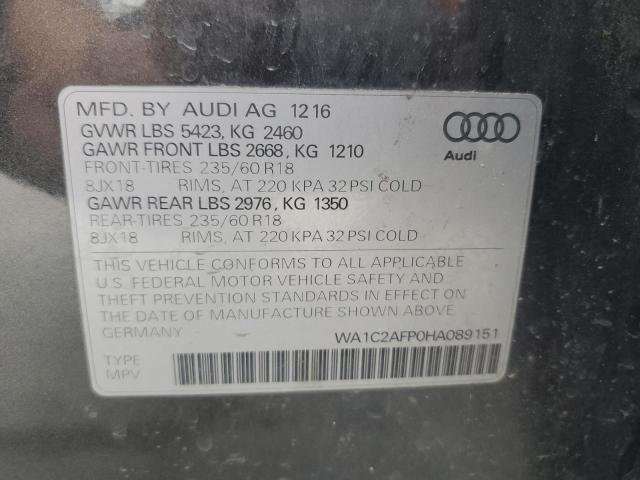 MFD. BY AUDI AG 12 16
GVWR LBS 5423, KG 2460
GAWR FRONT LBS 2668, KG 1210
FRONT-TIRES 235/60 R18
8JX18 RIMS, AT 220 KPA 32 PSI COLD
GAWR REAR LBS 2976, KG 1350
REAR-TIRES 235/60 R18
8JX18 RIMS, AT 220 KPA 32 PSI COLD
Audi
THIS VEHICLE CONFORMS TO ALL APPLICABLE
U.S. FEDERAL MOTOR VEHICLE SAFETY AND
THEFT PREVENTION STANDARDS IN EFFECT ON
THE DATE OF MANUFACTURE SHOWN ABOVE
GERMANY WA1C2AFP0HA089151
TYPE
MPV